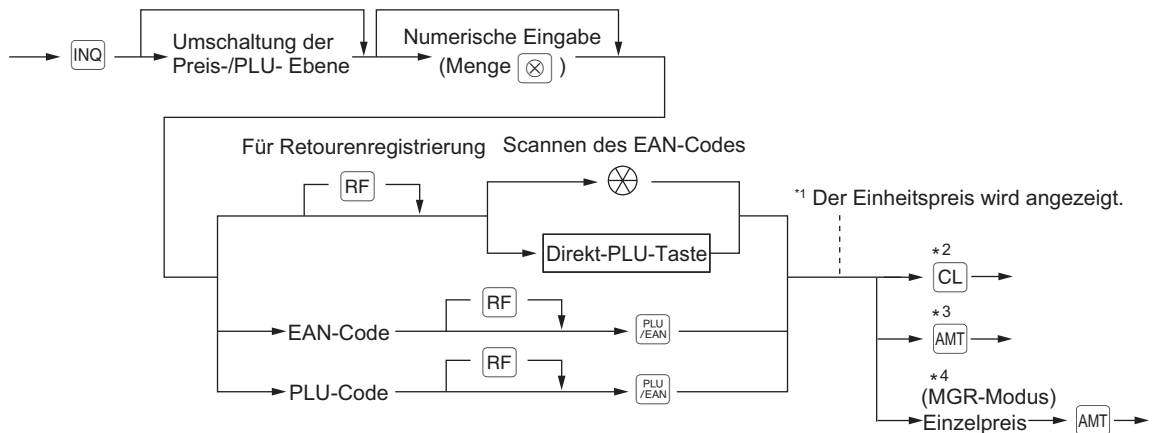 INQ
Umschaltung der
Preis-/PLU- Ebene
Numerische Eingabe
(Menge ⊗ )
Für Retourenregistrierung
Scannen des EAN-Codes
RF
*1 Der Einheitspreis wird angezeigt.
Direkt-PLU-Taste
*2
CL
RF
EAN-Code
PLU
/EAN
*3
AMT
RF
PLU-Code
PLU
/EAN
*4
(MGR-Modus)
Einzelpreis
AMT